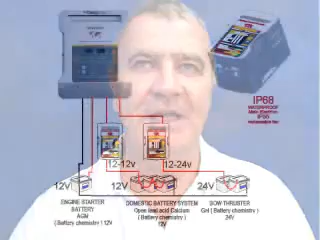 IP68
WATERPROOF
12-12v
12-24v
12V
12V
24V
ENGINE STARTER
BATTERY
AGM
( Battery chemistry ) 12V
DOMESTIC BATTERY SYSTEM
Open lead acid Calcium
( Battery chemistry )
12V
BOW THRUSTER
Gel ( Battery chemistry )
24V